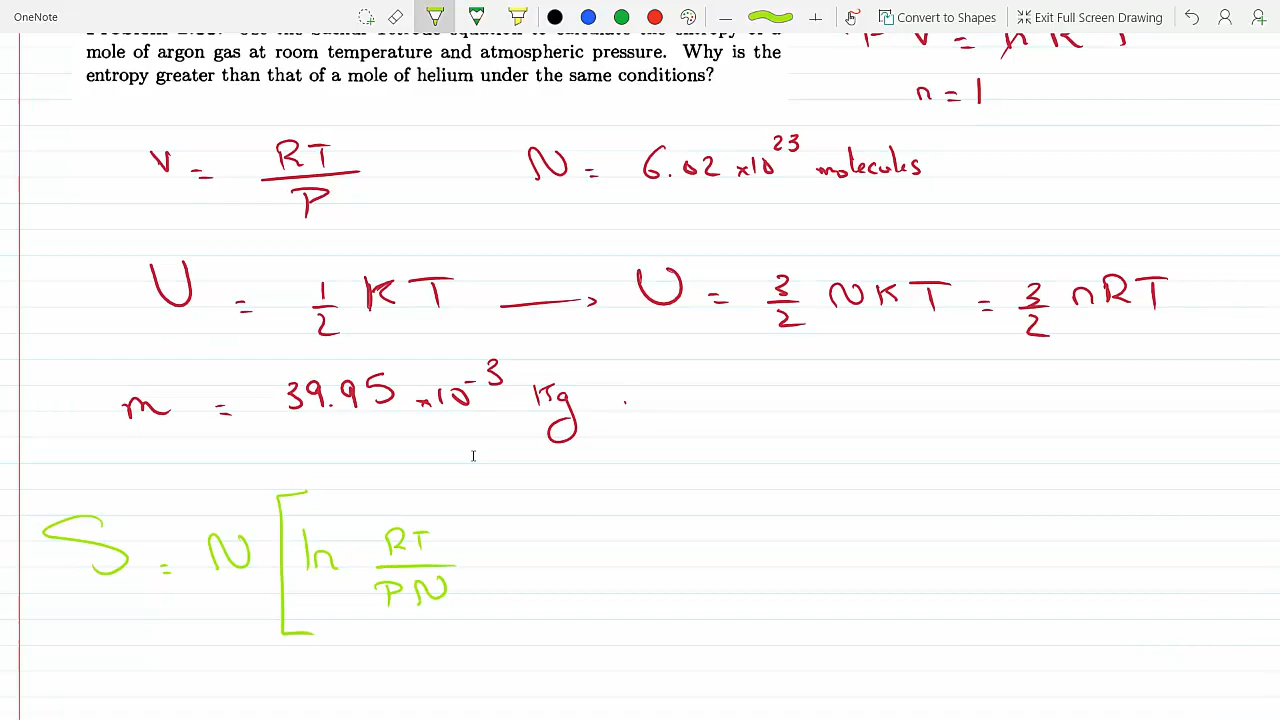 OneNote
Convert to Shapes
Exit Full Screen Drawing
mole of argon gas at room temperature and atmospheric pressure. Why is the
entropy greater than that of a mole of helium under the same conditions?
P V = n R T
n = 1
V = RT / P
N = 6.02 ×10^23 molecules
U = 1/2 KT → U = 3/2 NKT = 3/2 nRT
m = 39.95 ×10^-3 Kg .
S = N [ ln RT / PN